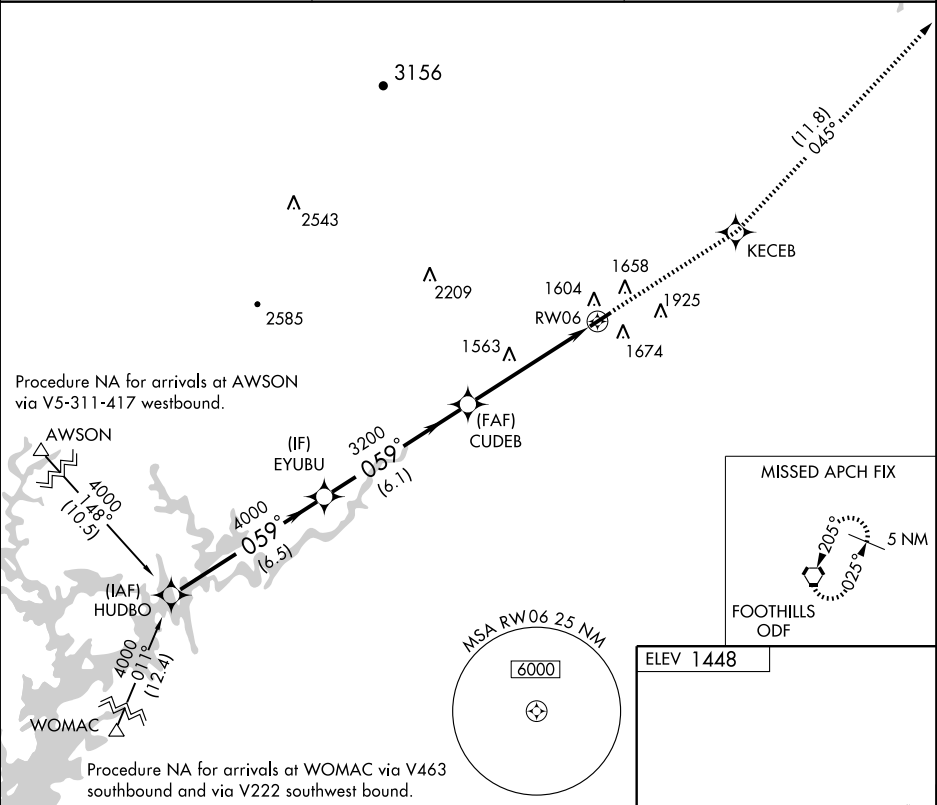 3156
(11.8)
045°
2543
KECEB
2209
1658
1604
1925
2585
RW06
1674
1563
Procedure NA for arrivals at AWSON
via V5-311-417 westbound.
AWSON
(FAF)
CUDEB
(IF)
EYUBU
3200
059°
(6.1)
MISSED APCH FIX
4000
148°
(10.5)
4000
059°
(6.5)
205°
5 NM
025°
(IAF)
HUDBO
FOOTHILLS
ODF
4000
011°
(12.4)
MSA RW06 25 NM
6000
ELEV 1448
WOMAC
Procedure NA for arrivals at WOMAC via V463
southbound and via V222 southwest bound.